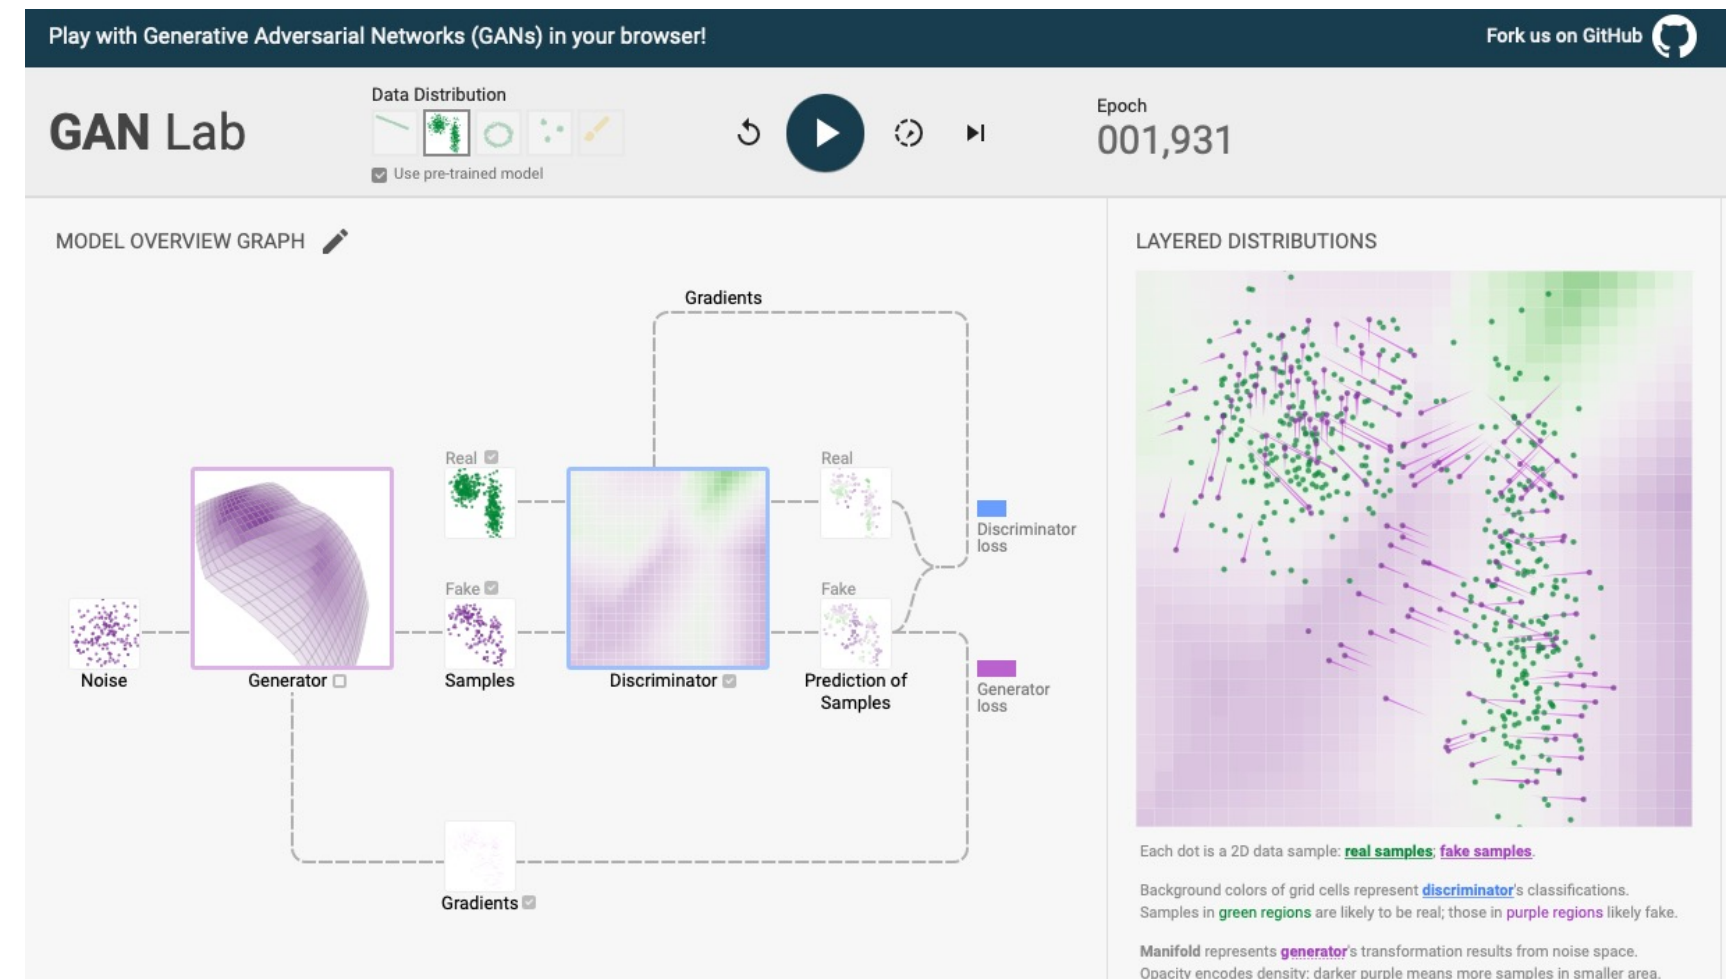 Play with Generative Adversarial Networks (GANs) in your browser!
Fork us on GitHub
GAN Lab
Data Distribution
Use pre-trained model
Epoch
001,931
MODEL OVERVIEW GRAPH
Gradients
Real
Real
Discriminator
loss
Fake
Fake
Noise
Generator
Samples
Discriminator
Prediction of
Samples
Generator
loss
Gradients
LAYERED DISTRIBUTIONS
Each dot is a 2D data sample: real samples; fake samples.
Background colors of grid cells represent discriminator's classifications.
Samples in green regions are likely to be real; those in purple regions likely fake.
Manifold represents generator's transformation results from noise space.
Opacity encodes density: darker purple means more samples in smaller area.